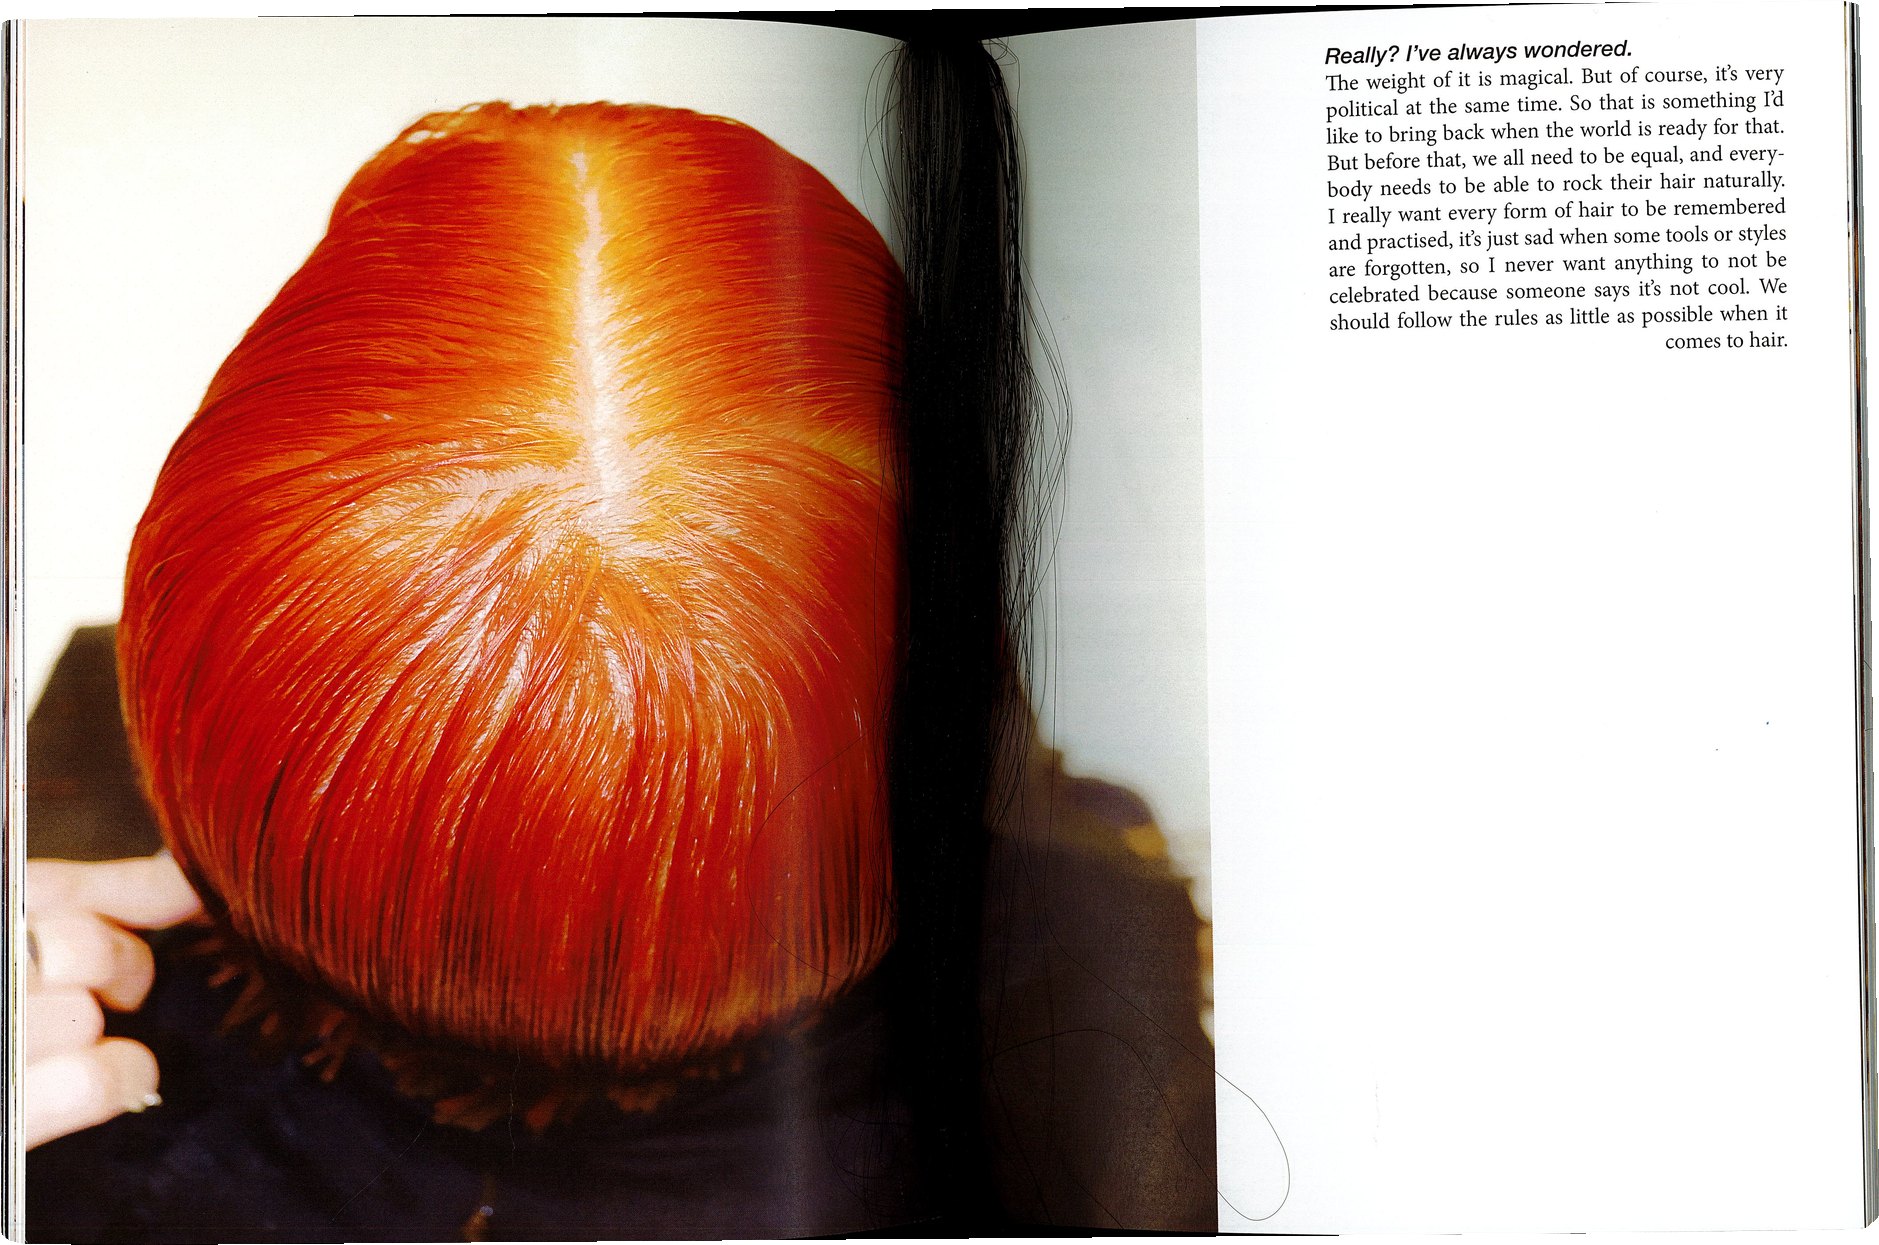 Really? I've always wondered.
The weight of it is magical. But of course, it's very
political at the same time. So that is something I'd
like to bring back when the world is ready for that.
But before that, we all need to be equal, and every-
body needs to be able to rock their hair naturally.
I really want every form of hair to be remembered
and practised, it's just sad when some tools or styles
are forgotten, so I never want anything to not be
celebrated because someone says it's not cool. We
should follow the rules as little as possible when it
comes to hair.